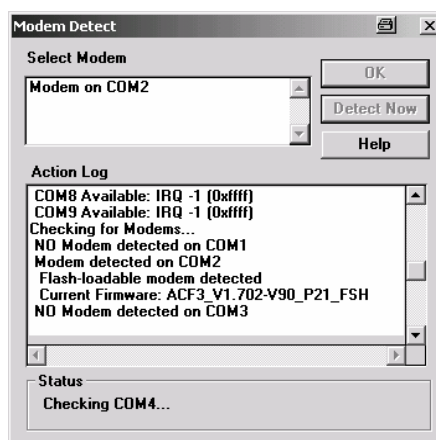 Modem Detect
Select Modem
Modem on COM2
OK
Detect Now
Help
Action Log
COM8 Available: IRQ -1 (0xffff)
COM9 Available: IRQ -1 (0xffff)
Checking for Modems...
NO Modem detected on COM1
Modem detected on COM2
Flash-loadable modem detected
Current Firmware: ACF3_V1.702-V90_P21_FSH
NO Modem detected on COM3
Status
Checking COM4...